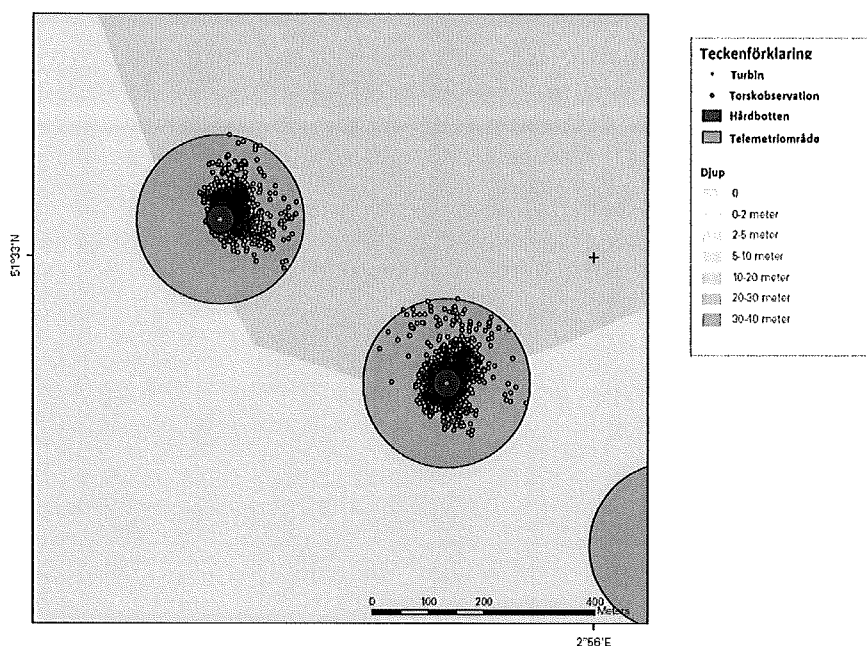 Teckenförklaring
Turbin
Torskobservation
Hårdbotten
Telemetriområde
Djup
0
0-2 meter
2-5 meter
5-10 meter
10-20 meter
20-30 meter
30-40 meter
51°33'N
0 100 200 400
Meters
2°56'E